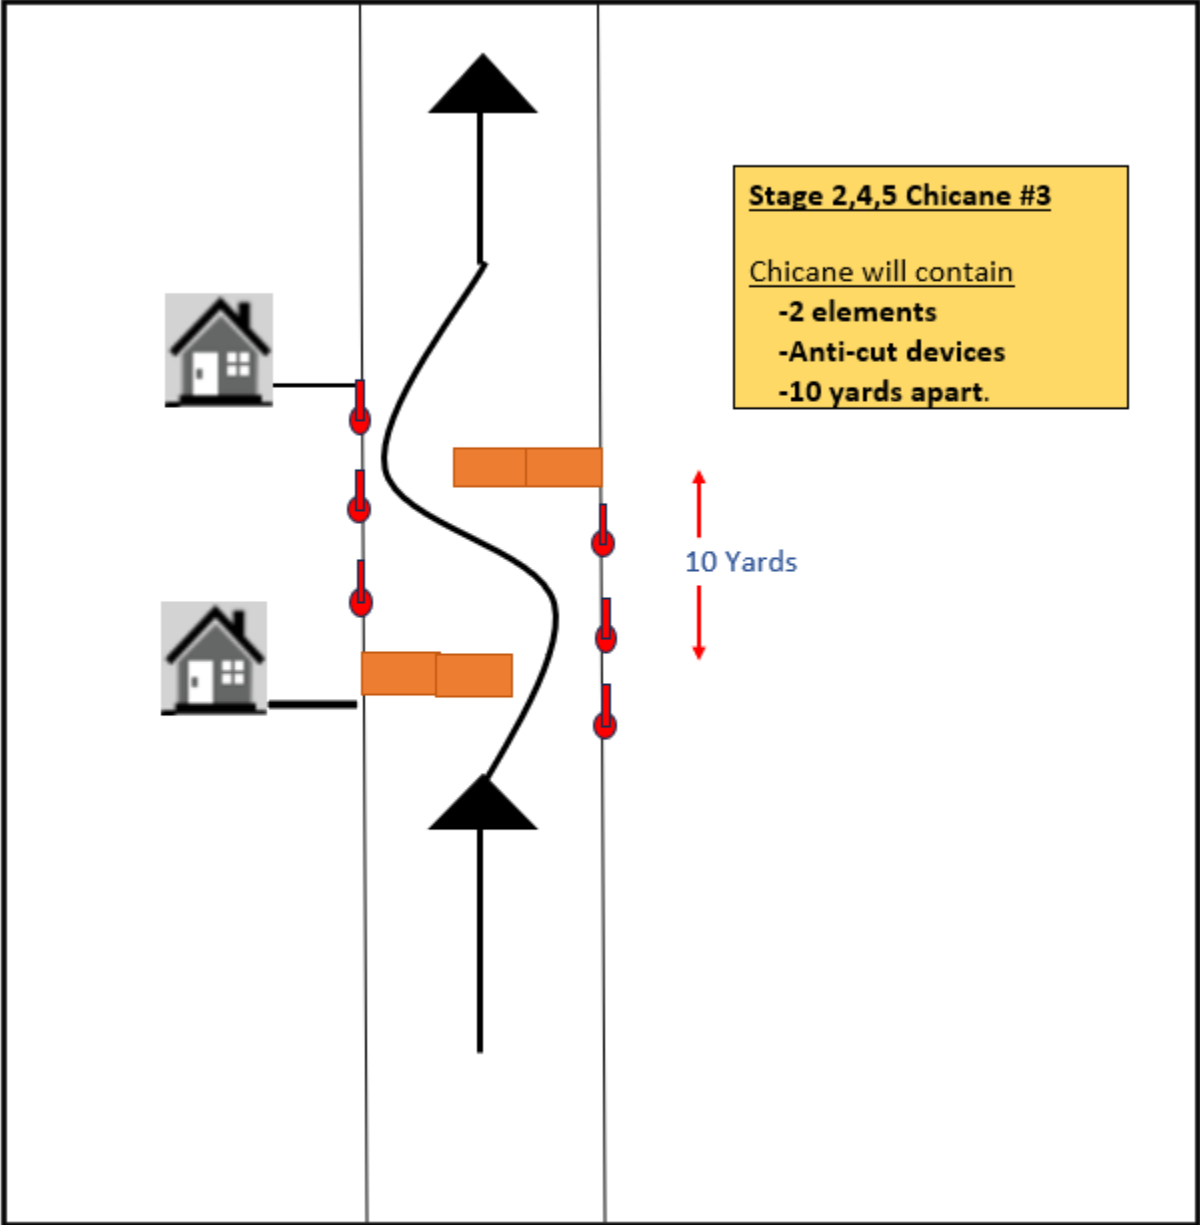 Stage 2,4,5 Chicane #3
Chicane will contain
-2 elements
-Anti-cut devices
-10 yards apart.
10 Yards